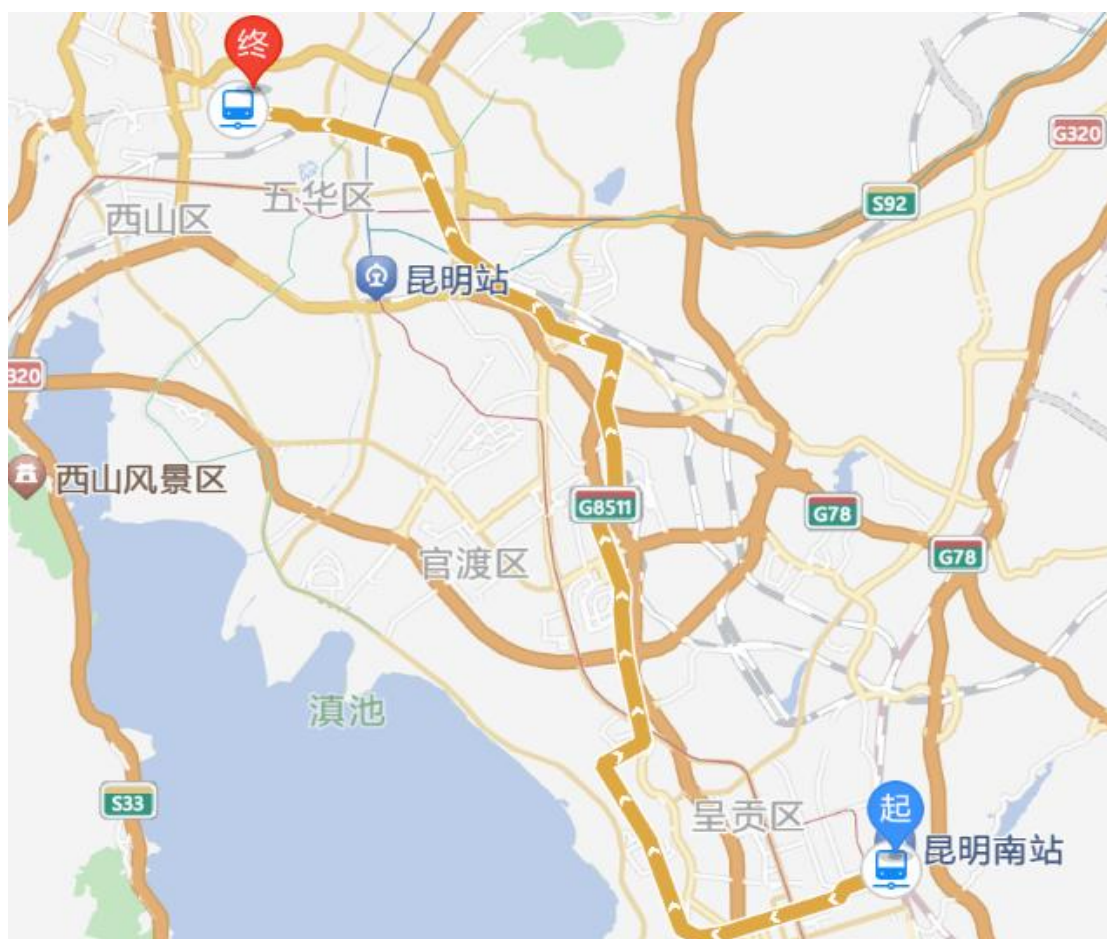 终
G320
S92
五华区
西山区
昆明站
320
西山风景区
G8511
G78
G78
官渡区
滇池
S33
起
呈贡区
昆明南站